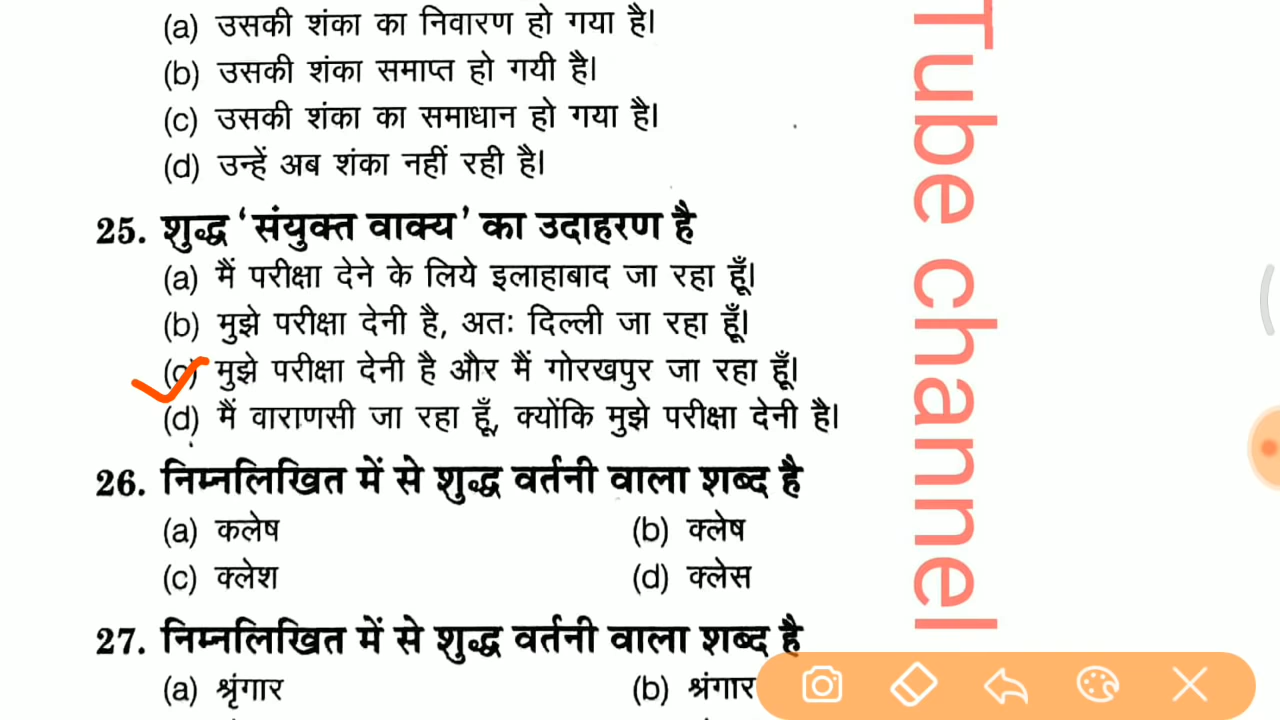 (a) उसकी शंका का निवारण हो गया है।
(b) उसकी शंका समाप्त हो गयी है।
(c) उसकी शंका का समाधान हो गया है।
(d) उन्हें अब शंका नहीं रही है।
25. शुद्ध 'संयुक्त वाक्य' का उदाहरण है
(a) मैं परीक्षा देने के लिये इलाहाबाद जा रहा हूँ।
(b) मुझे परीक्षा देनी है, अतः दिल्ली जा रहा हूँ।
(c) मुझे परीक्षा देनी है और मैं गोरखपुर जा रहा हूँ।
(d) मैं वाराणसी जा रहा हूँ, क्योंकि मुझे परीक्षा देनी है।
26. निम्नलिखित में से शुद्ध वर्तनी वाला शब्द है
(a) कलेष (b) क्लेष
(c) क्लेश (d) क्लेस
27. निम्नलिखित में से शुद्ध वर्तनी वाला शब्द है
(a) श्रृंगार (b) श्रंगार
Tube channel